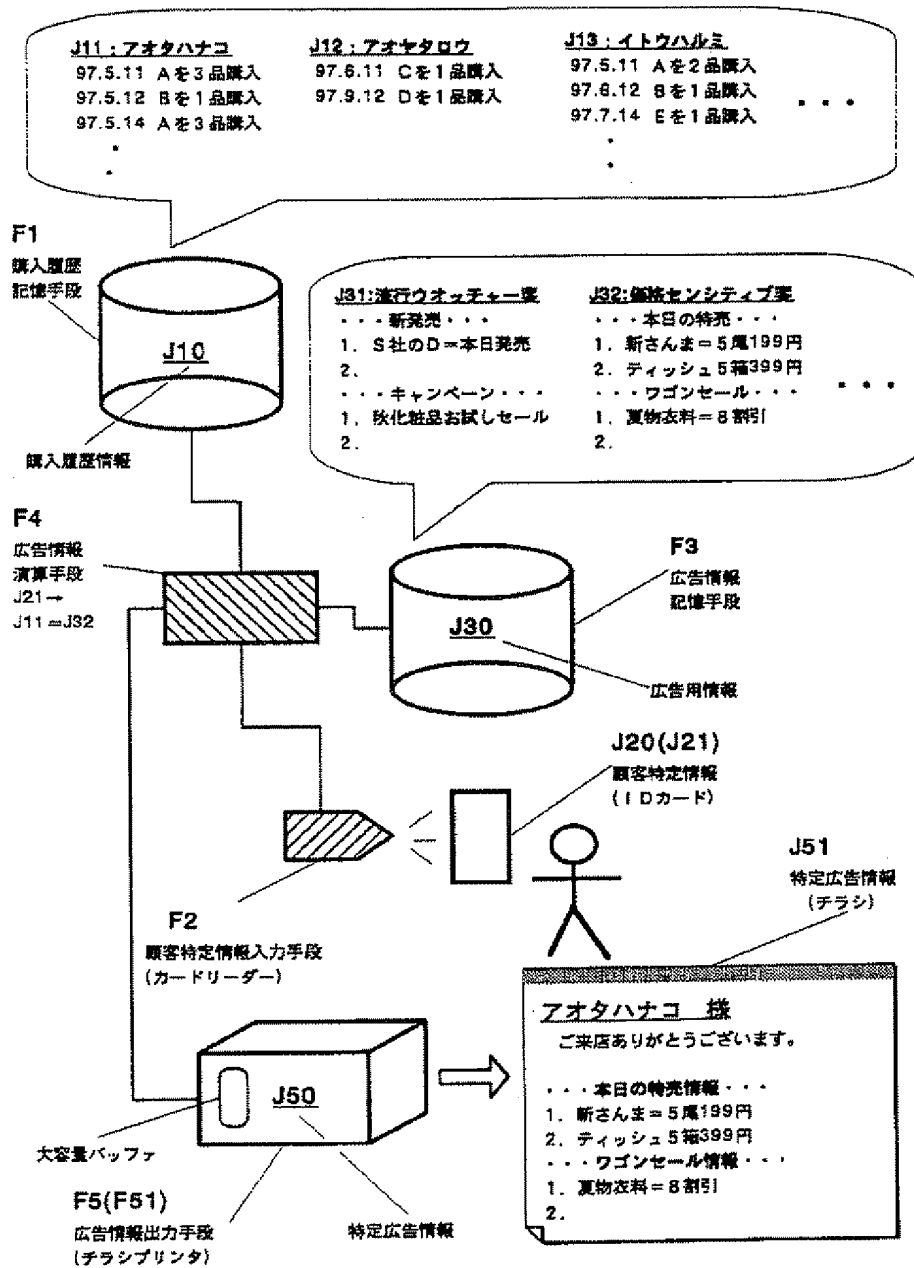 J11：アオタハナコ
97.5.11 Aを3品購入
97.5.12 Bを1品購入
97.5.14 Aを3品購入
・
・
J12：アオヤタロウ
97.6.11 Cを1品購入
97.9.12 Dを1品購入
J13：イトウハルミ
97.5.11 Aを2品購入
97.6.12 Bを1品購入
97.7.14 Eを1品購入
・
・
・・・
F1
購入履歴
記憶手段
J10
購入履歴情報
J31:流行ウオッチャー変
・・・新発売・・・
1. S社のD＝本日発売
2.
・・・キャンペーン・・・
1. 秋化粧品お試しセール
2.
J32:価格センシティブ変
・・・本日の特売・・・
1. 新さんま＝5尾199円
2. ティッシュ5箱399円
・・・ワゴンセール・・・
1. 夏物衣料＝8割引
2.
・・・
F4
広告情報
演算手段
J21→
J11＝J32
F3
広告情報
記憶手段
J30
広告用情報
J20(J21)
顧客特定情報
(IDカード)
F2
顧客特定情報入力手段
(カードリーダー)
J51
特定広告情報
(チラシ)
アオタハナコ 様
ご来店ありがとうございます。
・・・本日の特売情報・・・
1. 新さんま＝5尾199円
2. ティッシュ5箱399円
・・・ワゴンセール情報・・・
1. 夏物衣料＝8割引
2.
J50
大容量バッファ
F5(F51)
広告情報出力手段
(チラシプリンタ)
特定広告情報